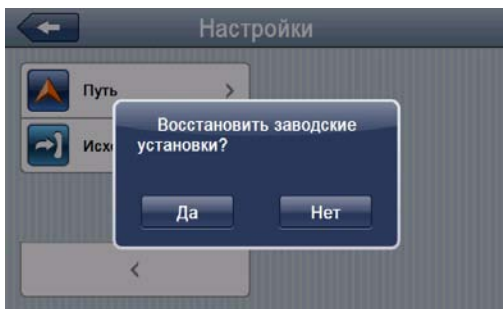 Настройки
Путь
Восстановить заводские
установки?
Да
Нет